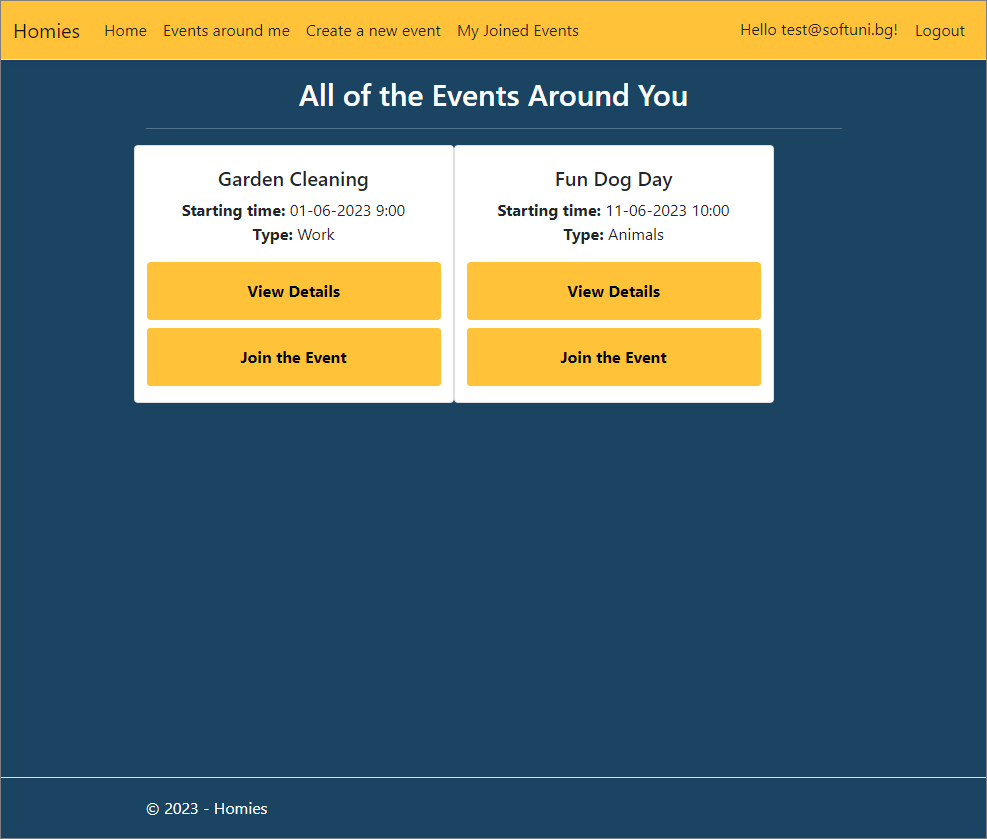 Homies Home Events around me Create a new event My Joined Events Hello test@softuni.bg! Logout
All of the Events Around You
Garden Cleaning
Starting time: 01-06-2023 9:00
Type: Work
View Details
Join the Event
Fun Dog Day
Starting time: 11-06-2023 10:00
Type: Animals
View Details
Join the Event
© 2023 - Homies